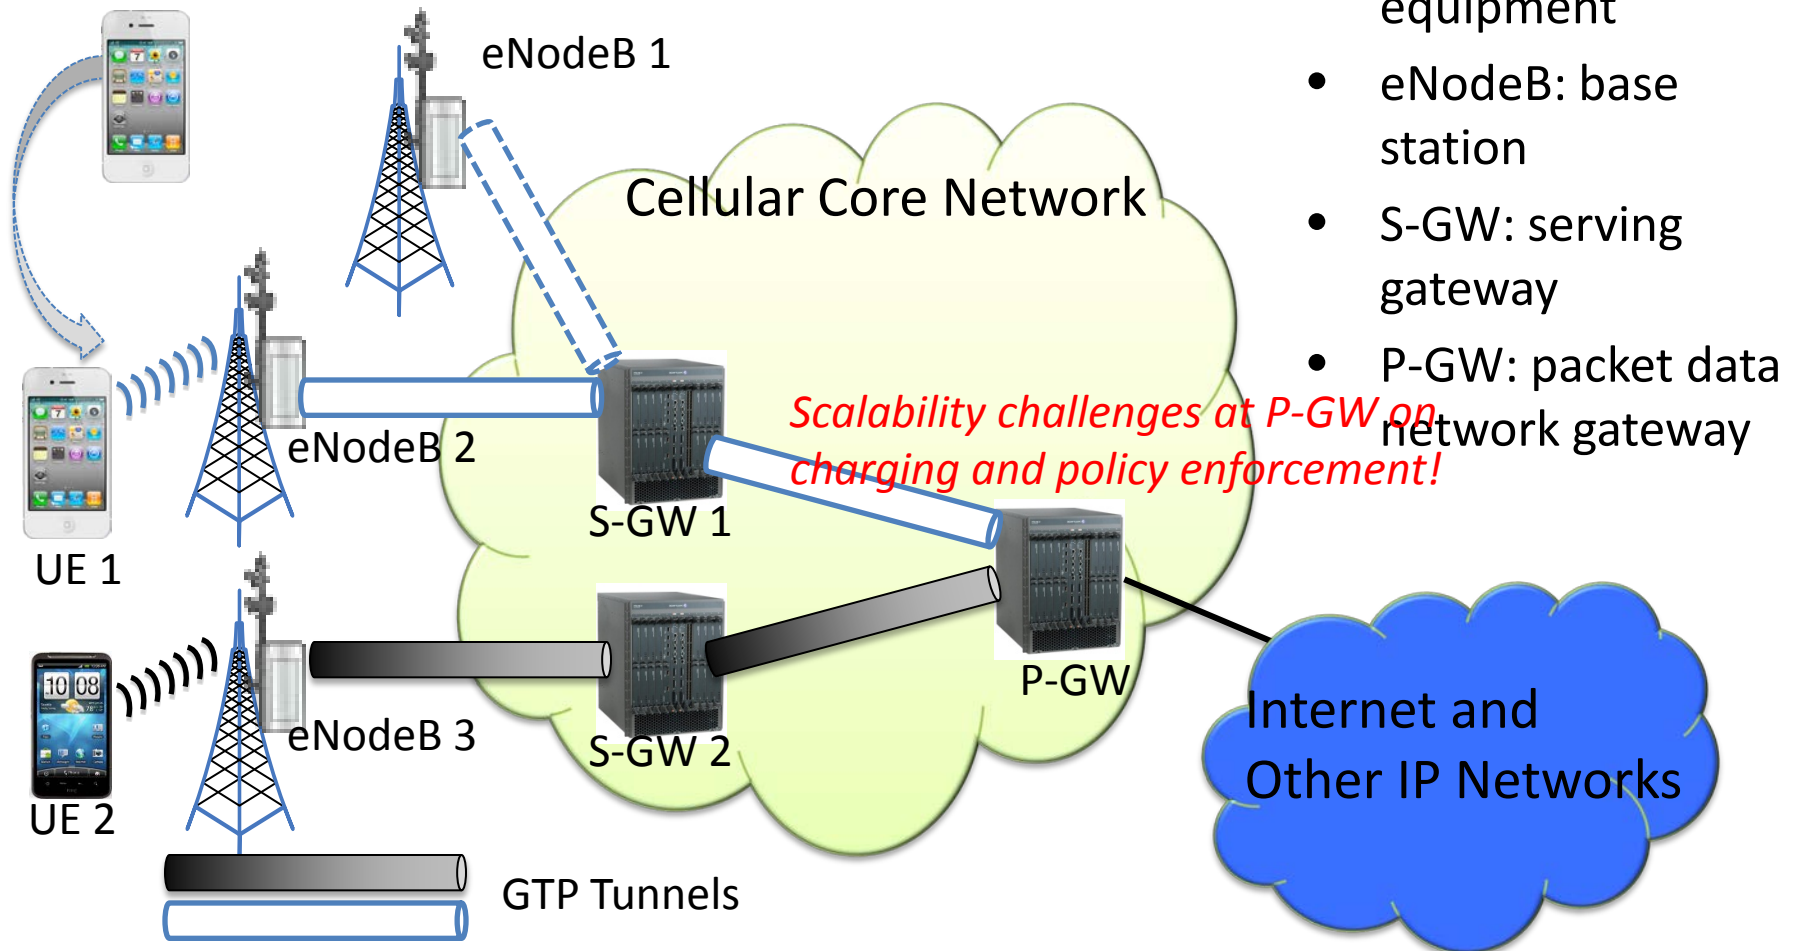 equipment
• eNodeB: base
station
• S-GW: serving
gateway
• P-GW: packet data
network gateway
eNodeB 1
Cellular Core Network
eNodeB 2
Scalability challenges at P-GW on
charging and policy enforcement!
S-GW 1
UE 1
P-GW
eNodeB 3
S-GW 2
10 08
UE 2
Internet and
Other IP Networks
GTP Tunnels